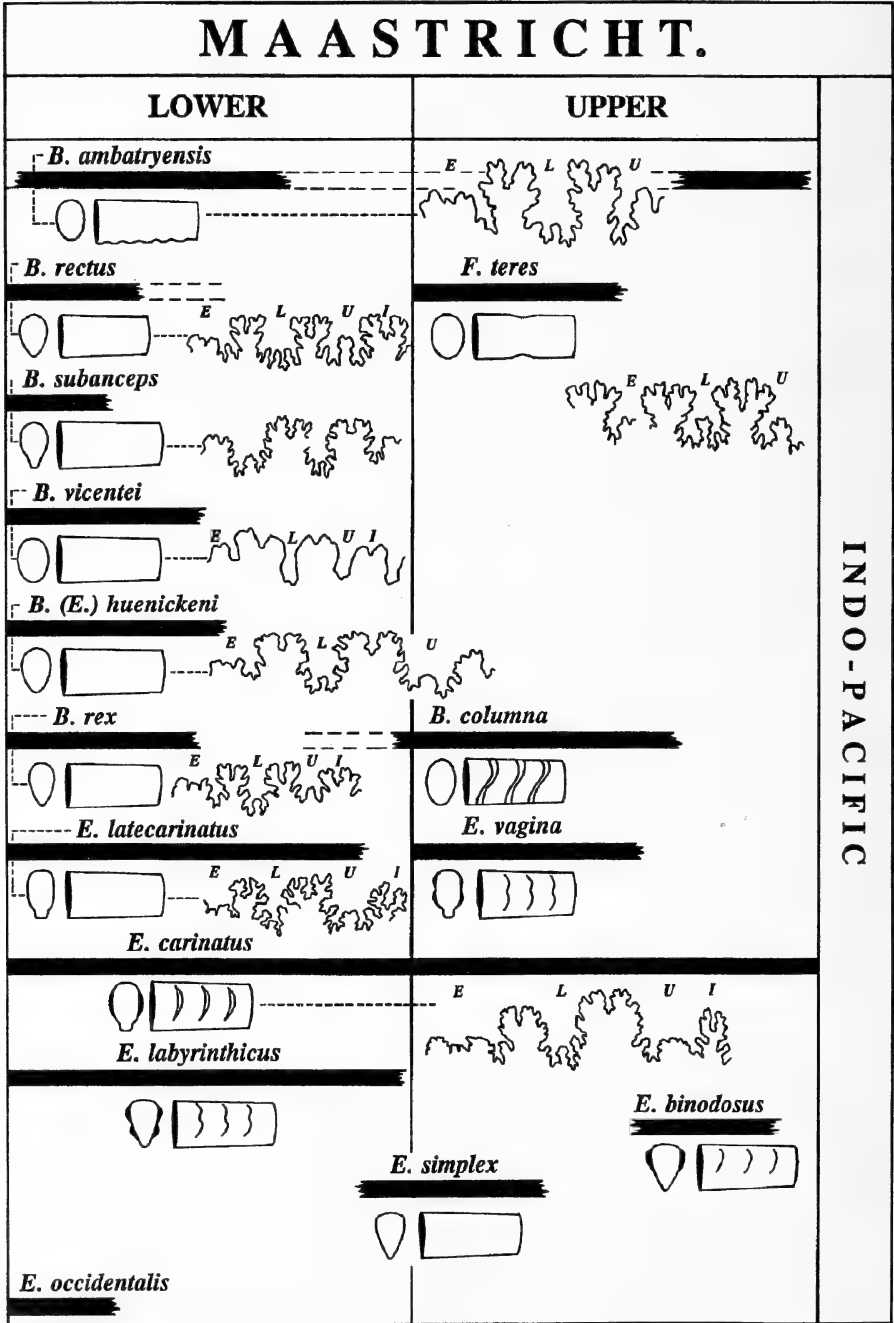 MAASTRICHT.
LOWER
UPPER
B. ambatryensis
E L U
B. rectus
F. teres
E L U I
B. subanceps
E L U
B. vicentei
E L U I
B. (E.) huenickeni
E L U
B. rex
B. columna
E L U I
E. latecarinatus
E. vagina
E L U I
E. carinatus
E L U I
E. labyrinthicus
E. binodosus
E. simplex
E. occidentalis
INDO-PACIFIC